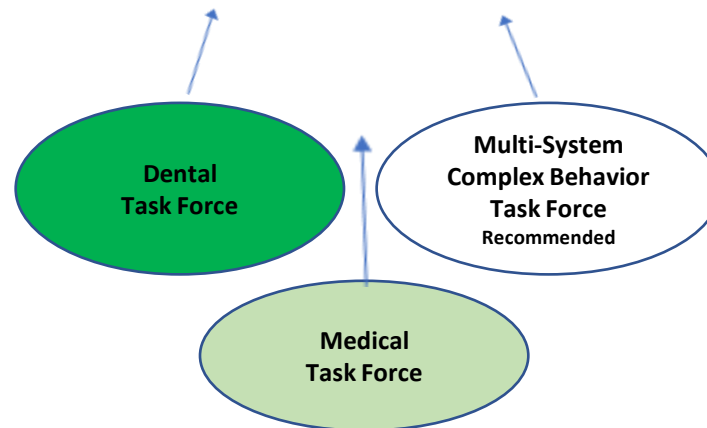 Dental
Task Force
Multi-System
Complex Behavior
Task Force
Recommended
Medical
Task Force